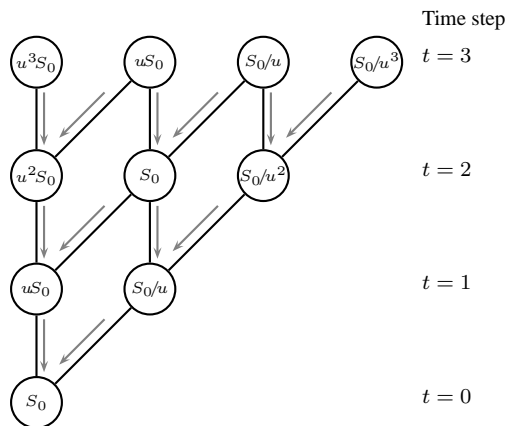 Time step
u³S₀ uS₀ S₀/u S₀/u³ t = 3
u²S₀ S₀ S₀/u² t = 2
uS₀ S₀/u t = 1
S₀ t = 0